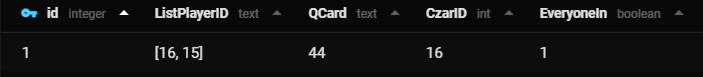 id integer ListPlayerID text QCard text CzarID int EveryoneIn boolean
1 [16, 15] 44 16 1